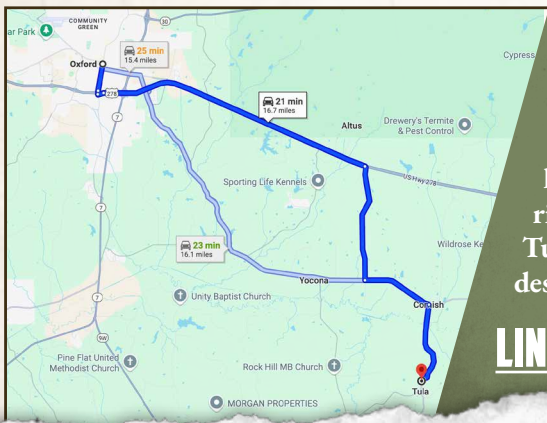 COMMUNITY
GREEN
30
ar Park
7
25 min
15.4 miles
Oxford
278
21 min
16.7 miles
Cypress
Altus
Drewery's Termite
& Pest Control
7
US Hwy 278
Sporting Life Kennels
7
23 min
16.1 miles
Wildrose Ke
Tu
des
Yocona
Unity Baptist Church
Cornish
LIN
9W
Pine Flat United
Methodist Church
Rock Hill MB Church
Tula
MORGAN PROPERTIES